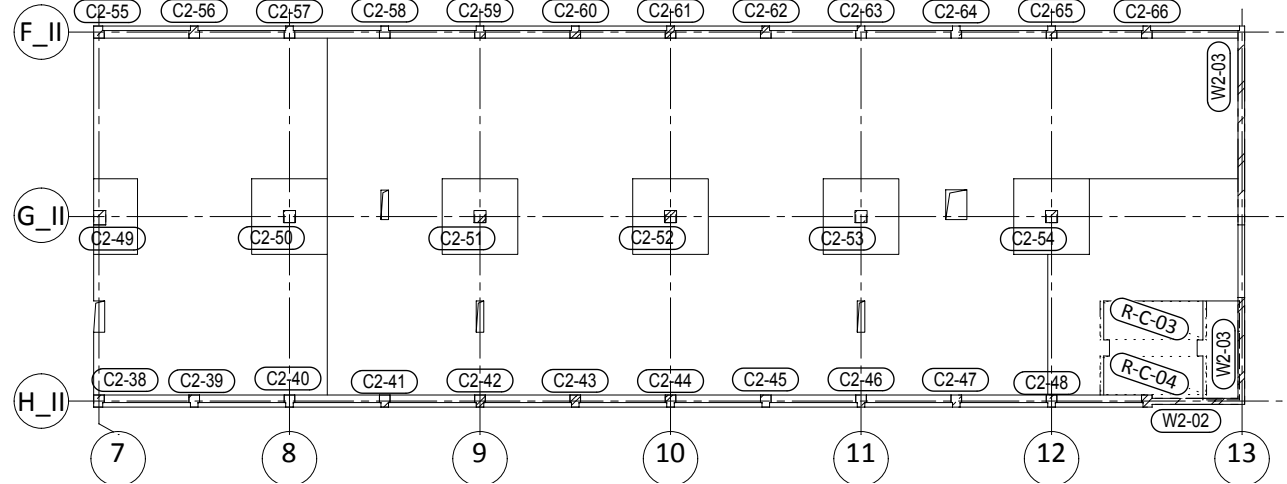 C2-55 C2-56 C2-57 C2-58 C2-59 C2-60 C2-61 C2-62 C2-63 C2-64 C2-65 C2-66
F_II
W2-03
G_II
C2-49 C2-50 C2-51 C2-52 C2-53 C2-54
R-C-03
W2-03
R-C-04
C2-38 C2-39 C2-40 C2-41 C2-42 C2-43 C2-44 C2-45 C2-46 C2-47 C2-48
H_II
W2-02
7 8 9 10 11 12 13